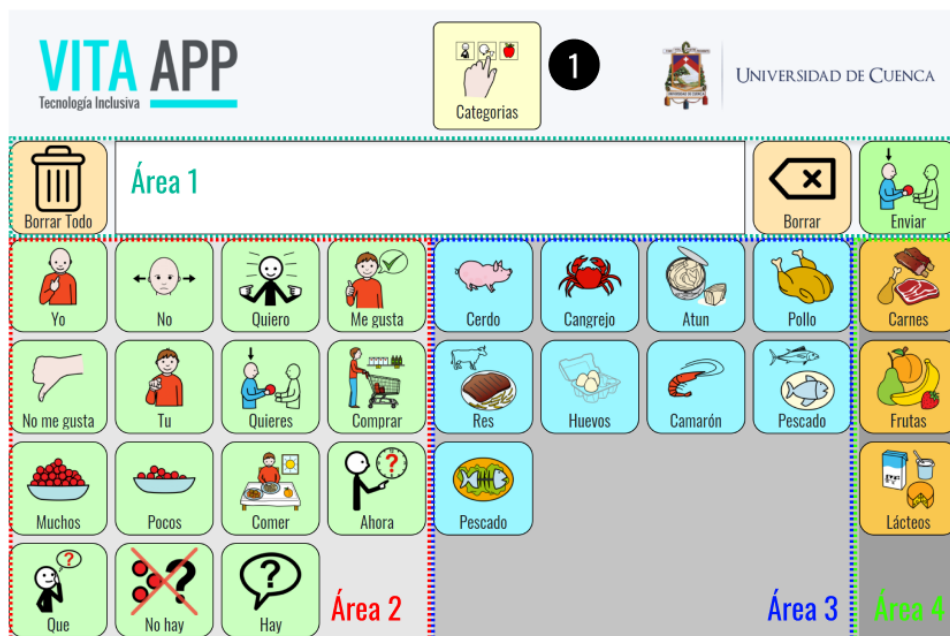 VITA APP
Tecnología Inclusiva
Categorias
1
UNIVERSIDAD DE CUENCA
Borrar Todo
Área 1
Borrar
Enviar
Yo
No
Quiero
Me gusta
Cerdo
Cangrejo
Atun
Pollo
Carnes
No me gusta
Tu
Quieres
Comprar
Res
Huevos
Camarón
Pescado
Frutas
Muchos
Pocos
Comer
Ahora
Pescado
Lácteos
Que
No hay
Hay
Área 2
Área 3
Área 4